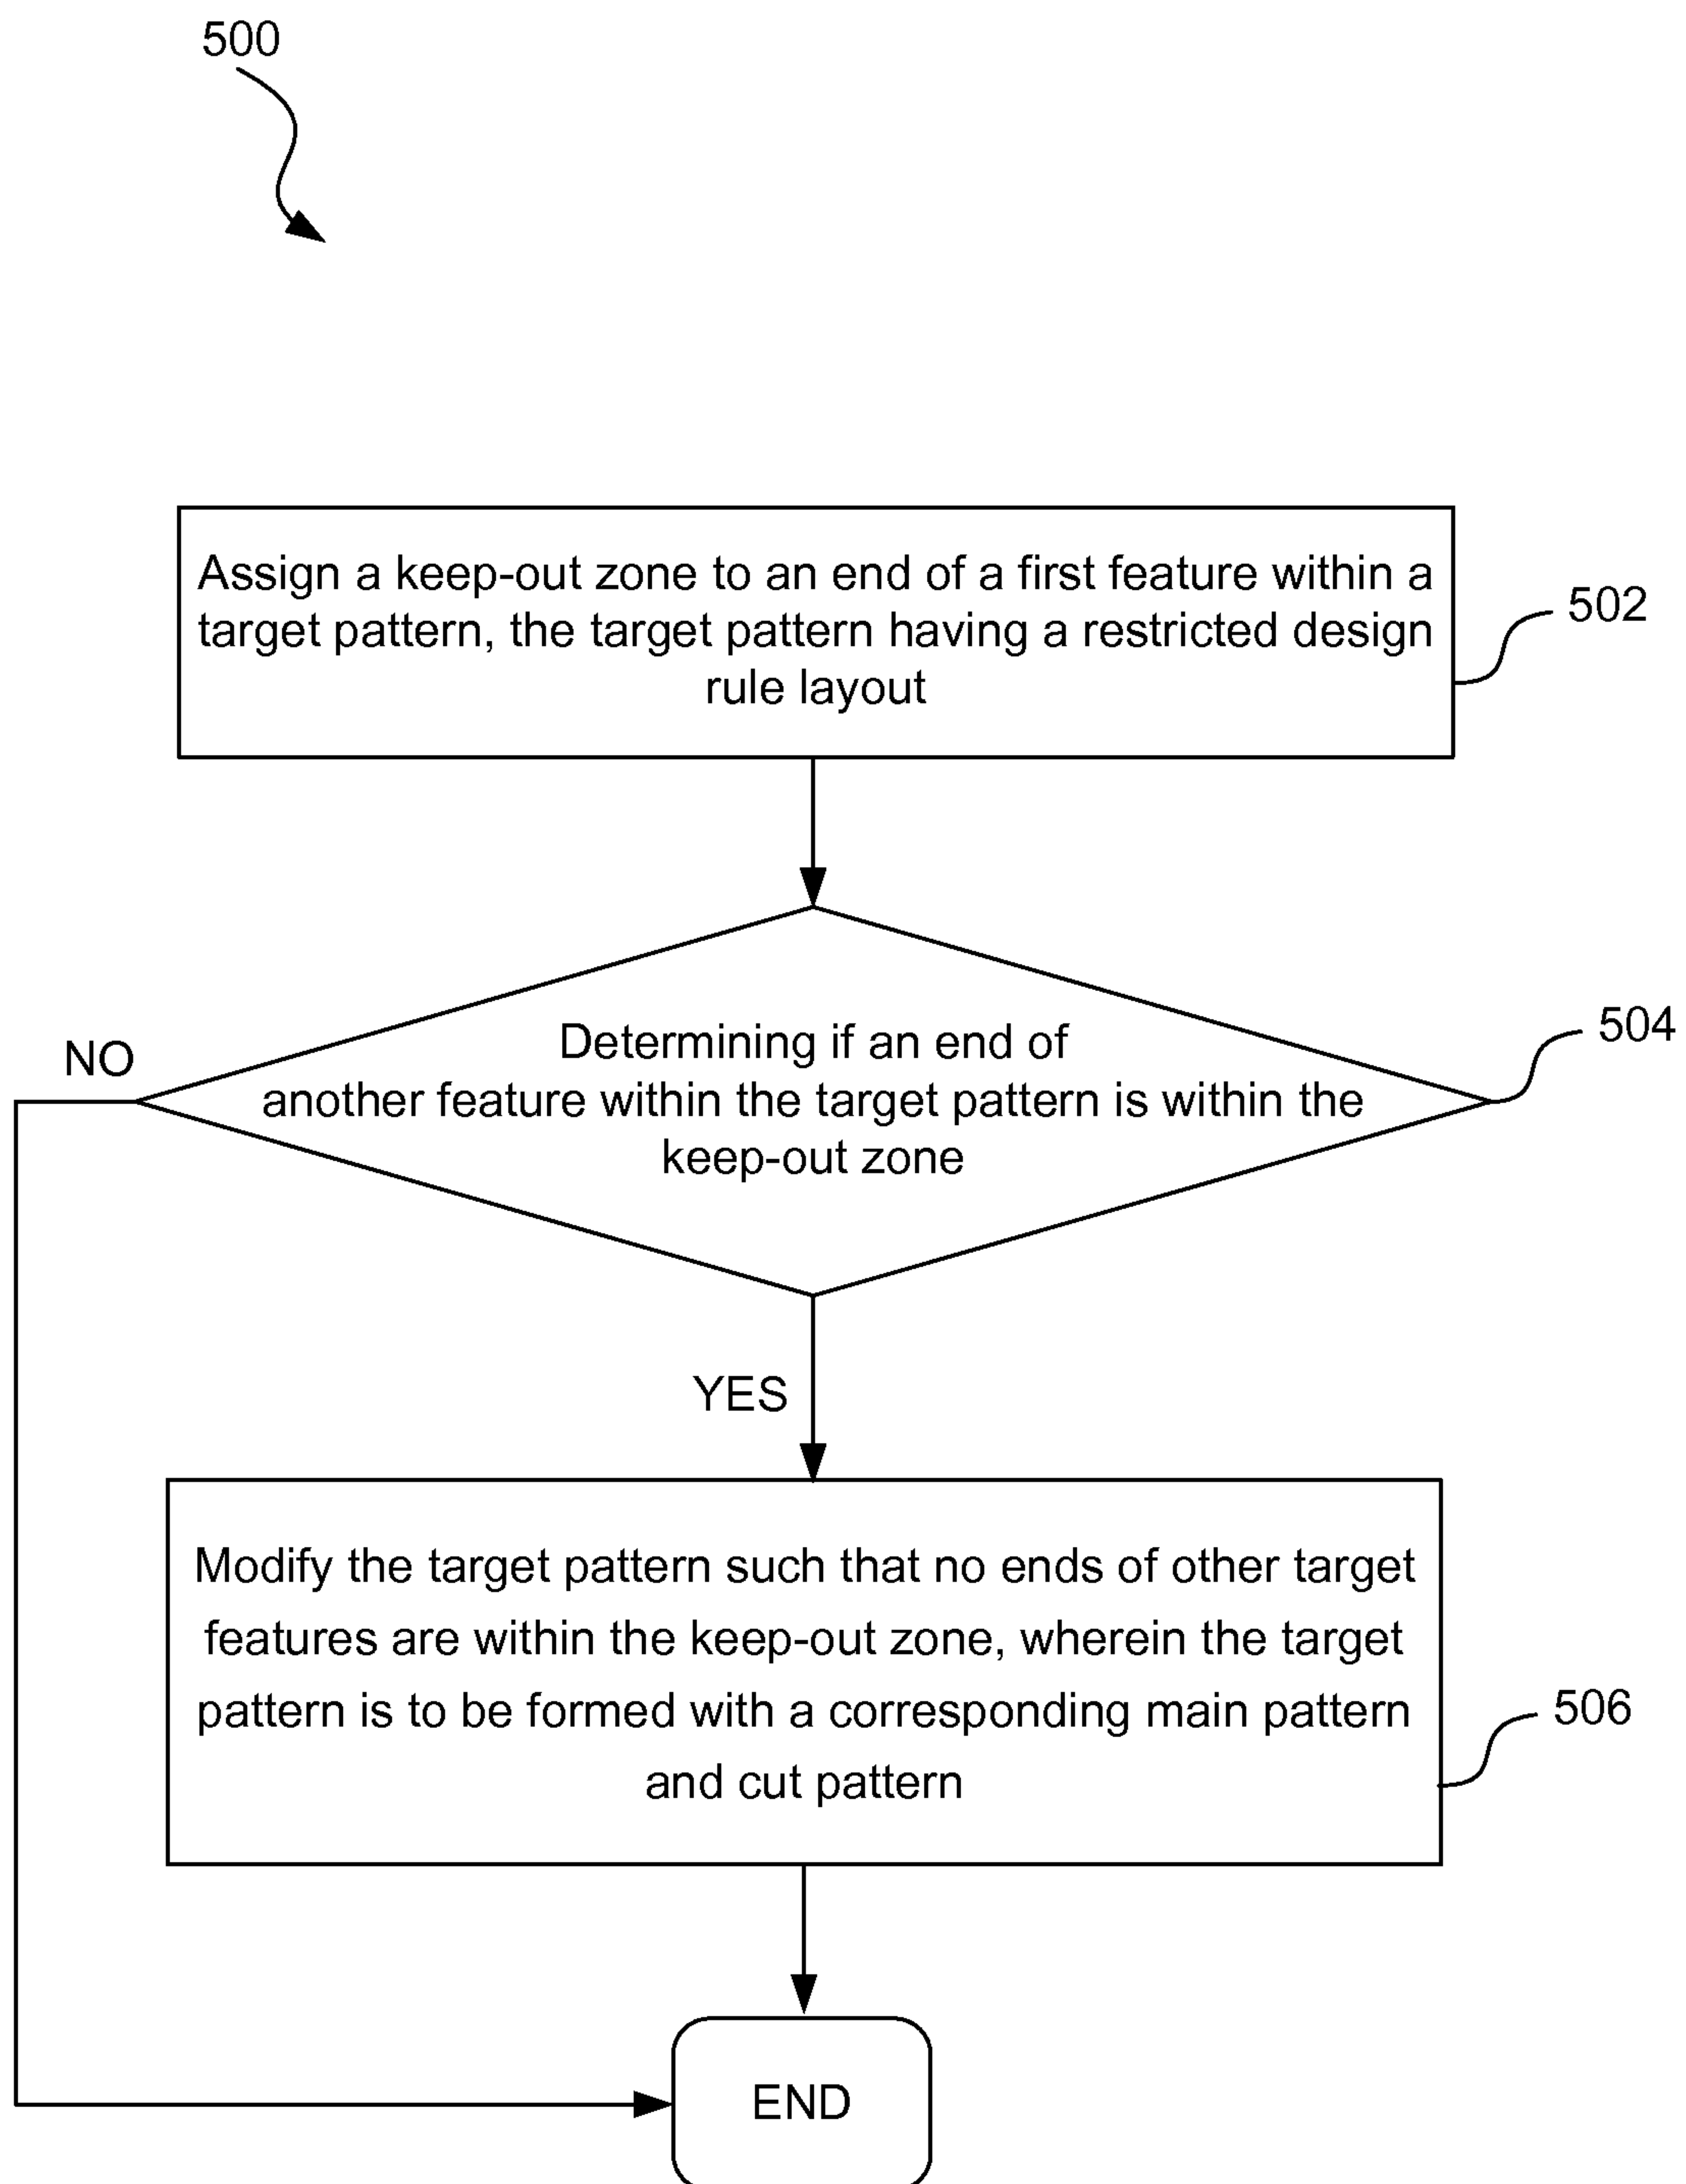 500
Assign a keep-out zone to an end of a first feature within a
target pattern, the target pattern having a restricted design
rule layout
502
Determining if an end of
another feature within the target pattern is within the
keep-out zone
504
NO
YES
Modify the target pattern such that no ends of other target
features are within the keep-out zone, wherein the target
pattern is to be formed with a corresponding main pattern
and cut pattern
506
END